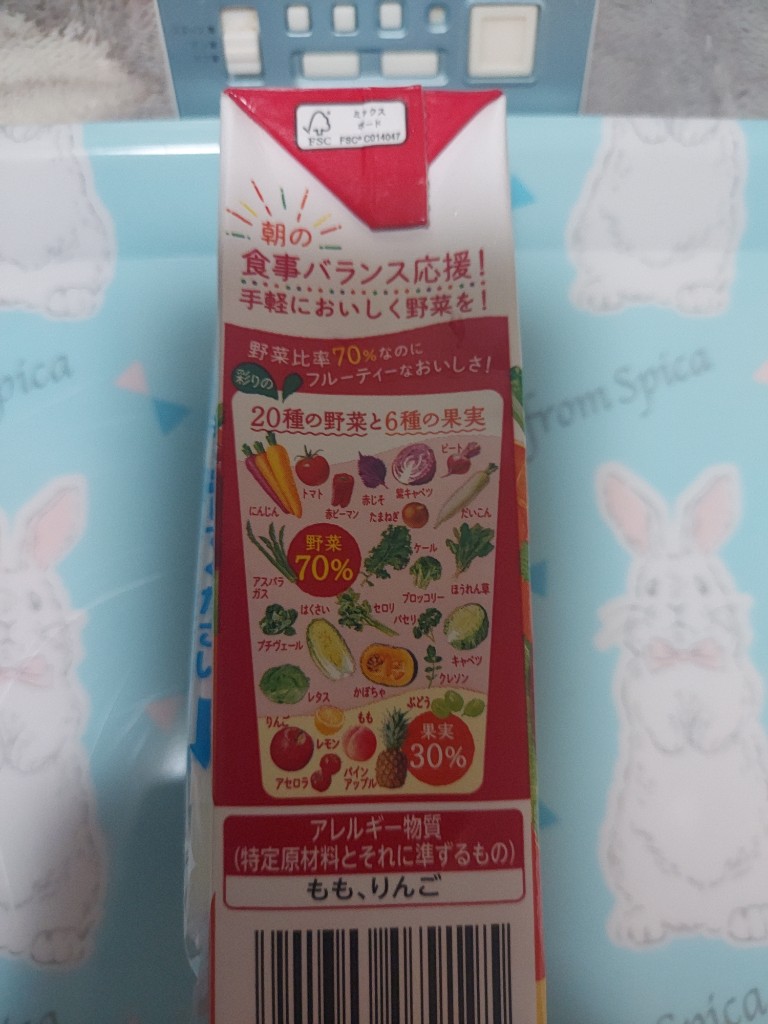 ミックス
ボード
FSC
FSC® C014047
朝の
食事バランス応援!
手軽においしく野菜を!
野菜比率70%なのに
フルーティーなおいしさ!
彩りの
20種の野菜と6種の果実
にんじん
トマト
赤ピーマン
赤じそ
紫キャベツ
ビート
たまねぎ
だいこん
野菜
70%
アスパラ
ガス
ケール
ブロッコリー
ほうれん草
プチヴェール
はくさい
セロリ
パセリ
キャベツ
レタス
かぼちゃ
クレソン
りんご
レモン
もも
ぶどう
アセロラ
パイン
アップル
果実
30%
アレルギー物質
(特定原材料とそれに準ずるもの)
もも、りんご
from Spica
Spica
Spica
ください